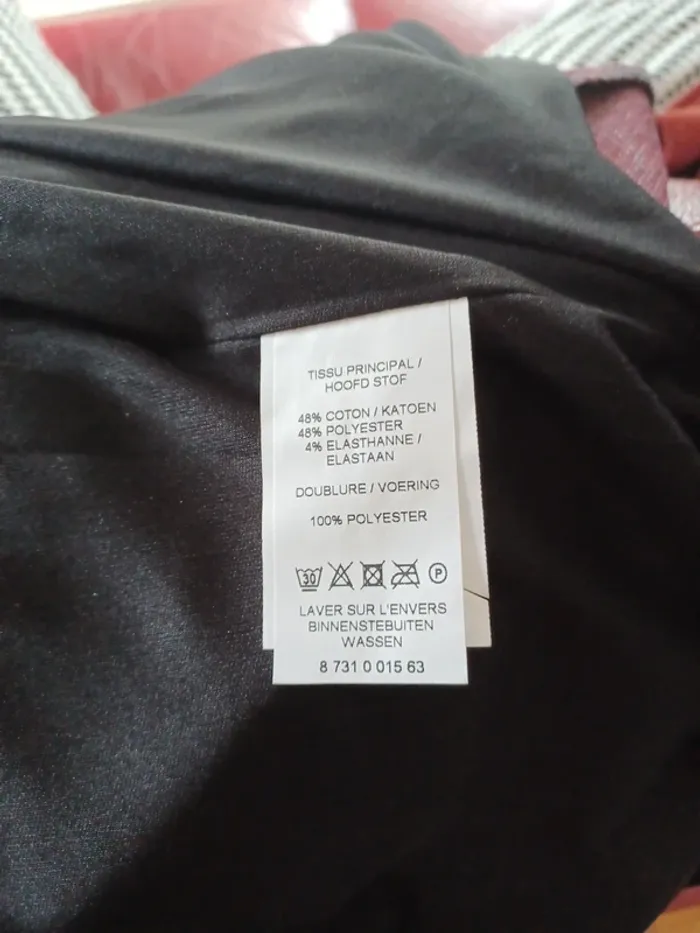 TISSU PRINCIPAL /
HOOFD STOF
48% COTON / KATOEN
48% POLYESTER
4% ELASTHANNE /
ELASTAAN
DOUBLURE / VOERING
100% POLYESTER
30 P
LAVER SUR L'ENVERS
BINNENSTEBUITEN
WASSEN
8 731 0 015 63